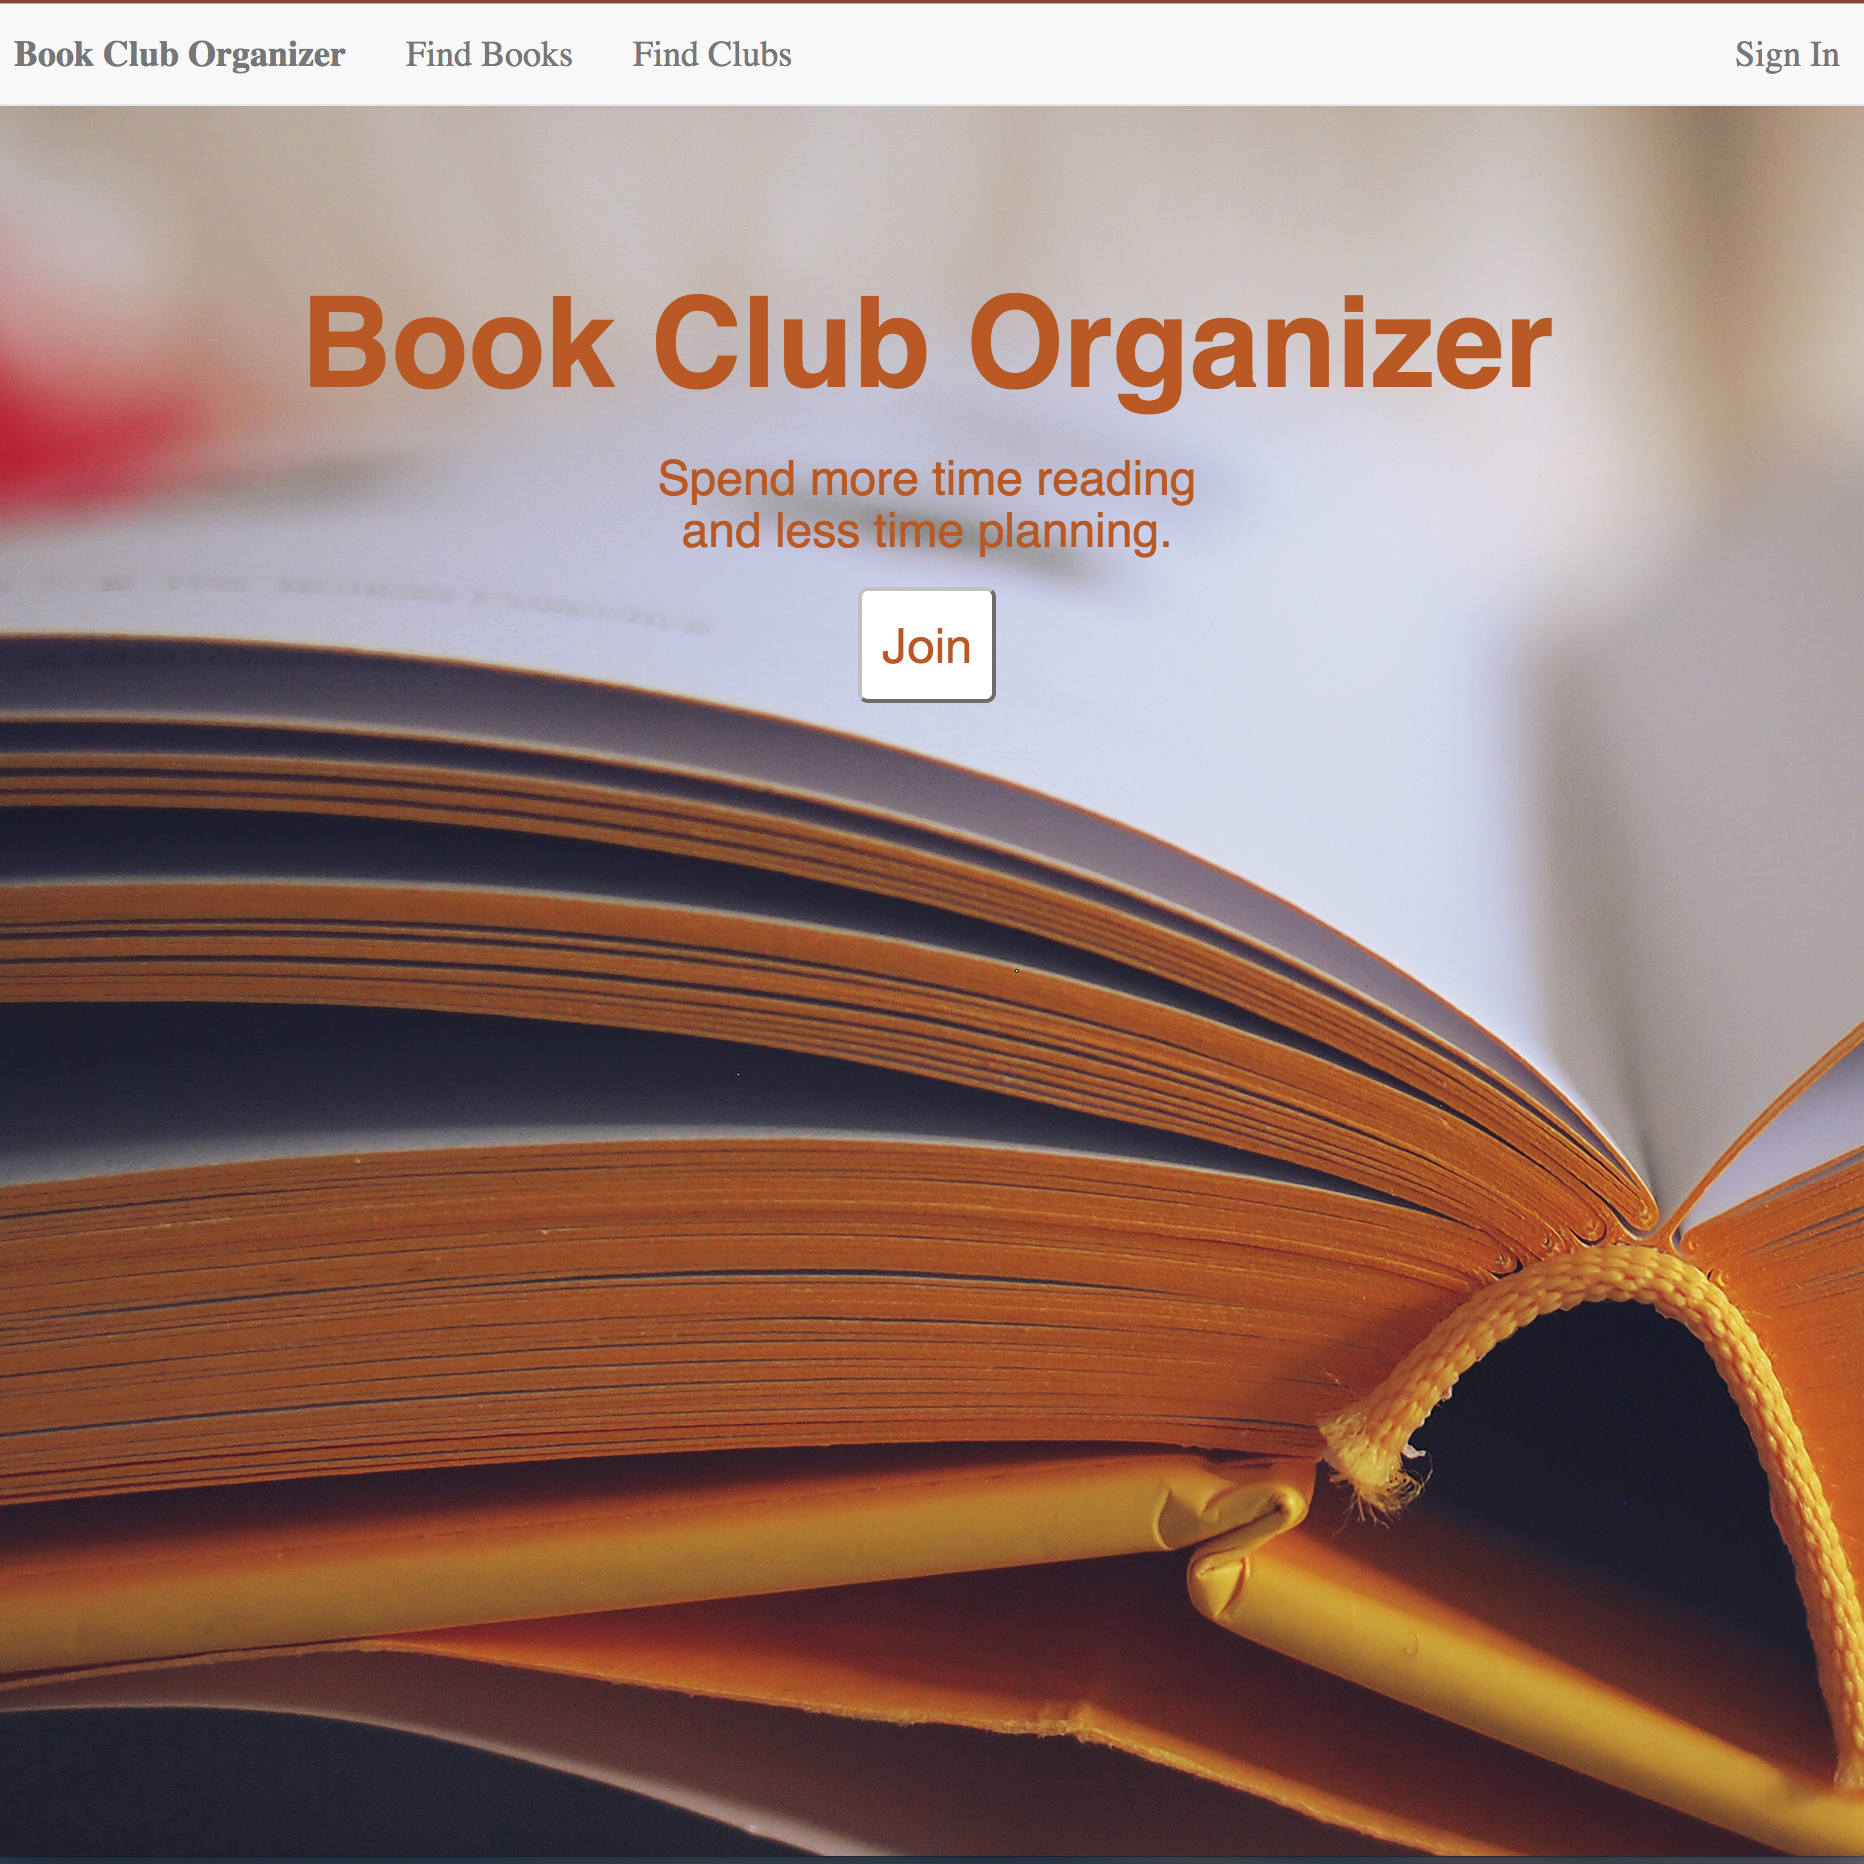 Book Club Organizer Find Books Find Clubs Sign In
Book Club Organizer
Spend more time reading
and less time planning.
Join